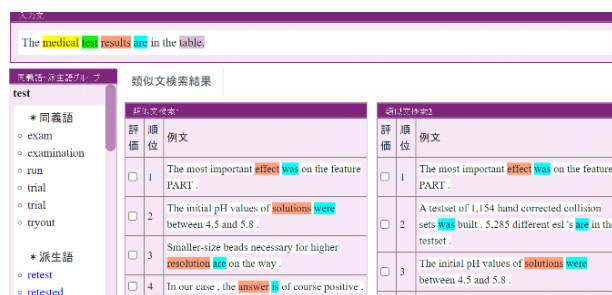 入力文
The medical test results are in the table.
同義語・派生語グループ
test
＊同義語
exam
examination
run
trial
trial
tryout
＊派生語
retest
retested
類似文検索結果
類似文検索1
評価 順位 例文
1 The most important effect was on the feature
PART .
2 The initial pH values of solutions were
between 4.5 and 5.8 .
3 Smaller-size beads necessary for higher
resolution are on the way .
4 In our case , the answer is of course positive .
類似文検索2
評価 順位 例文
1 The most important effect was on the feature
PART .
2 A testset of 1,154 hand corrected collision
sets was built . 5,285 different esl 's are in the
testset .
3 The initial pH values of solutions were
between 4.5 and 5.8 .